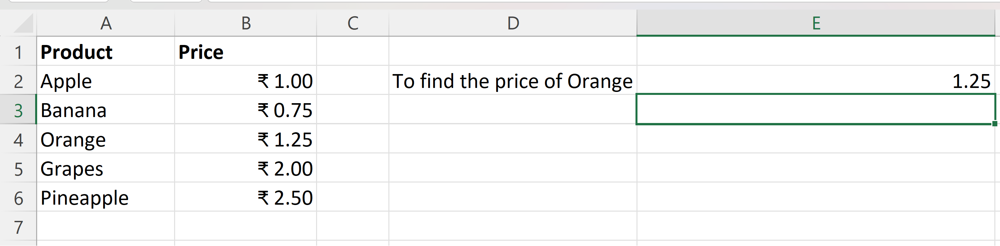 A B C D E
1 Product Price
2 Apple ₹ 1.00 To find the price of Orange 1.25
3 Banana ₹ 0.75
4 Orange ₹ 1.25
5 Grapes ₹ 2.00
6 Pineapple ₹ 2.50
7